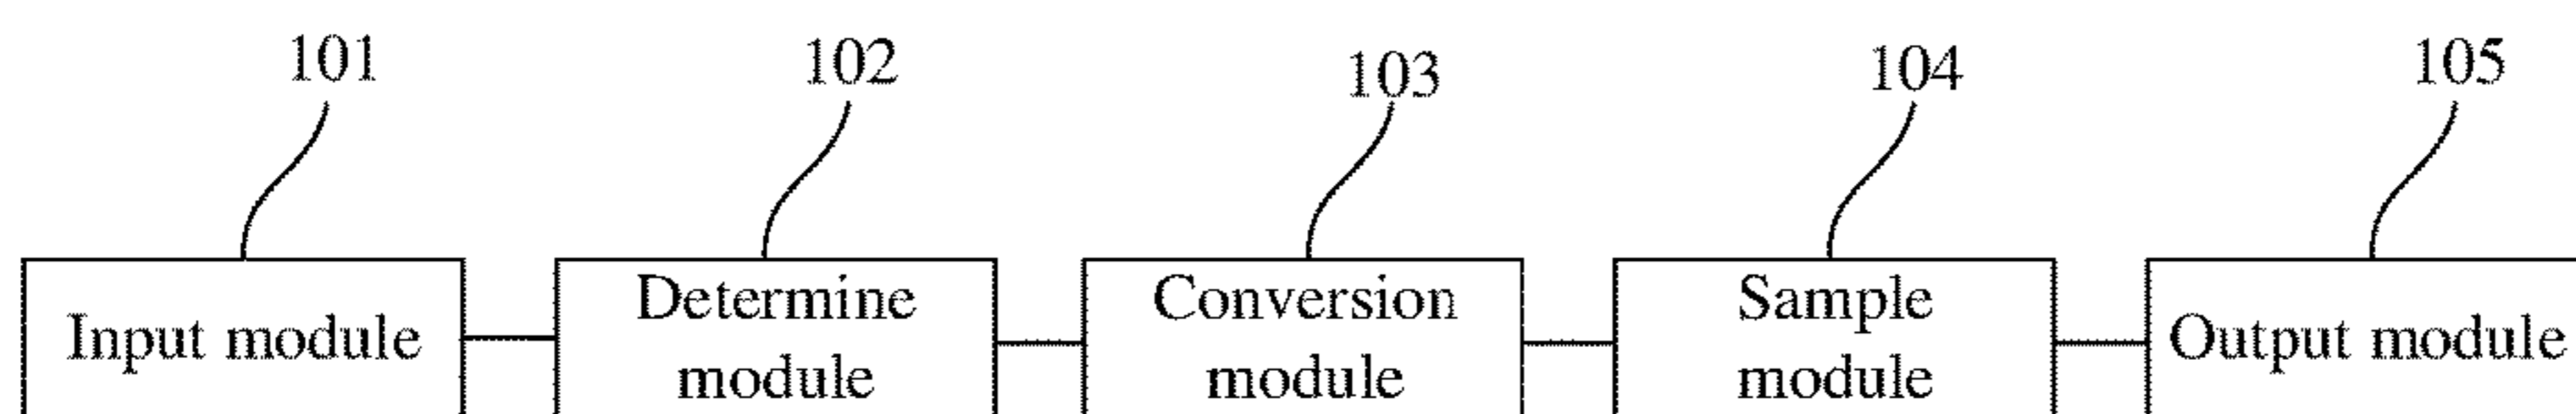 101
102
103
104
105
Input module
Determine
module
Conversion
module
Sample
module
Output module